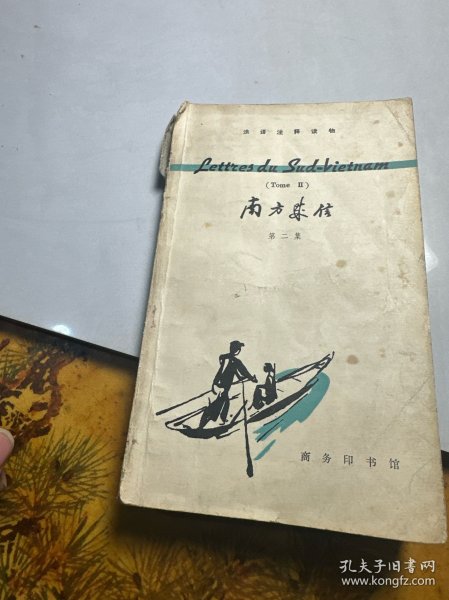 法语注释读物
Lettres du Sud-Vietnam
(Tome II)
南方来信
第二集
商务印书馆
孔夫子旧书网
www.kongfz.com